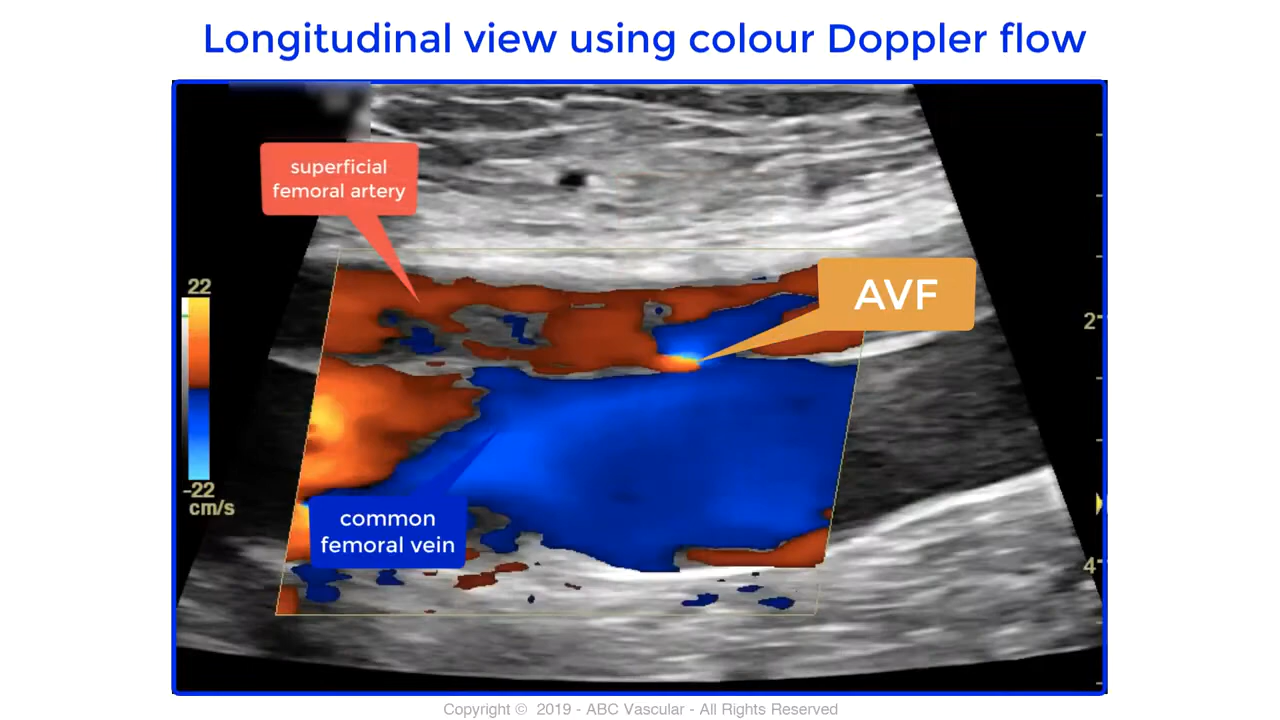 Longitudinal view using colour Doppler flow
superficial
femoral artery
AVF
22
2
-22
cm/s
common
femoral vein
4
Copyright © 2019 - ABC Vascular - All Rights Reserved